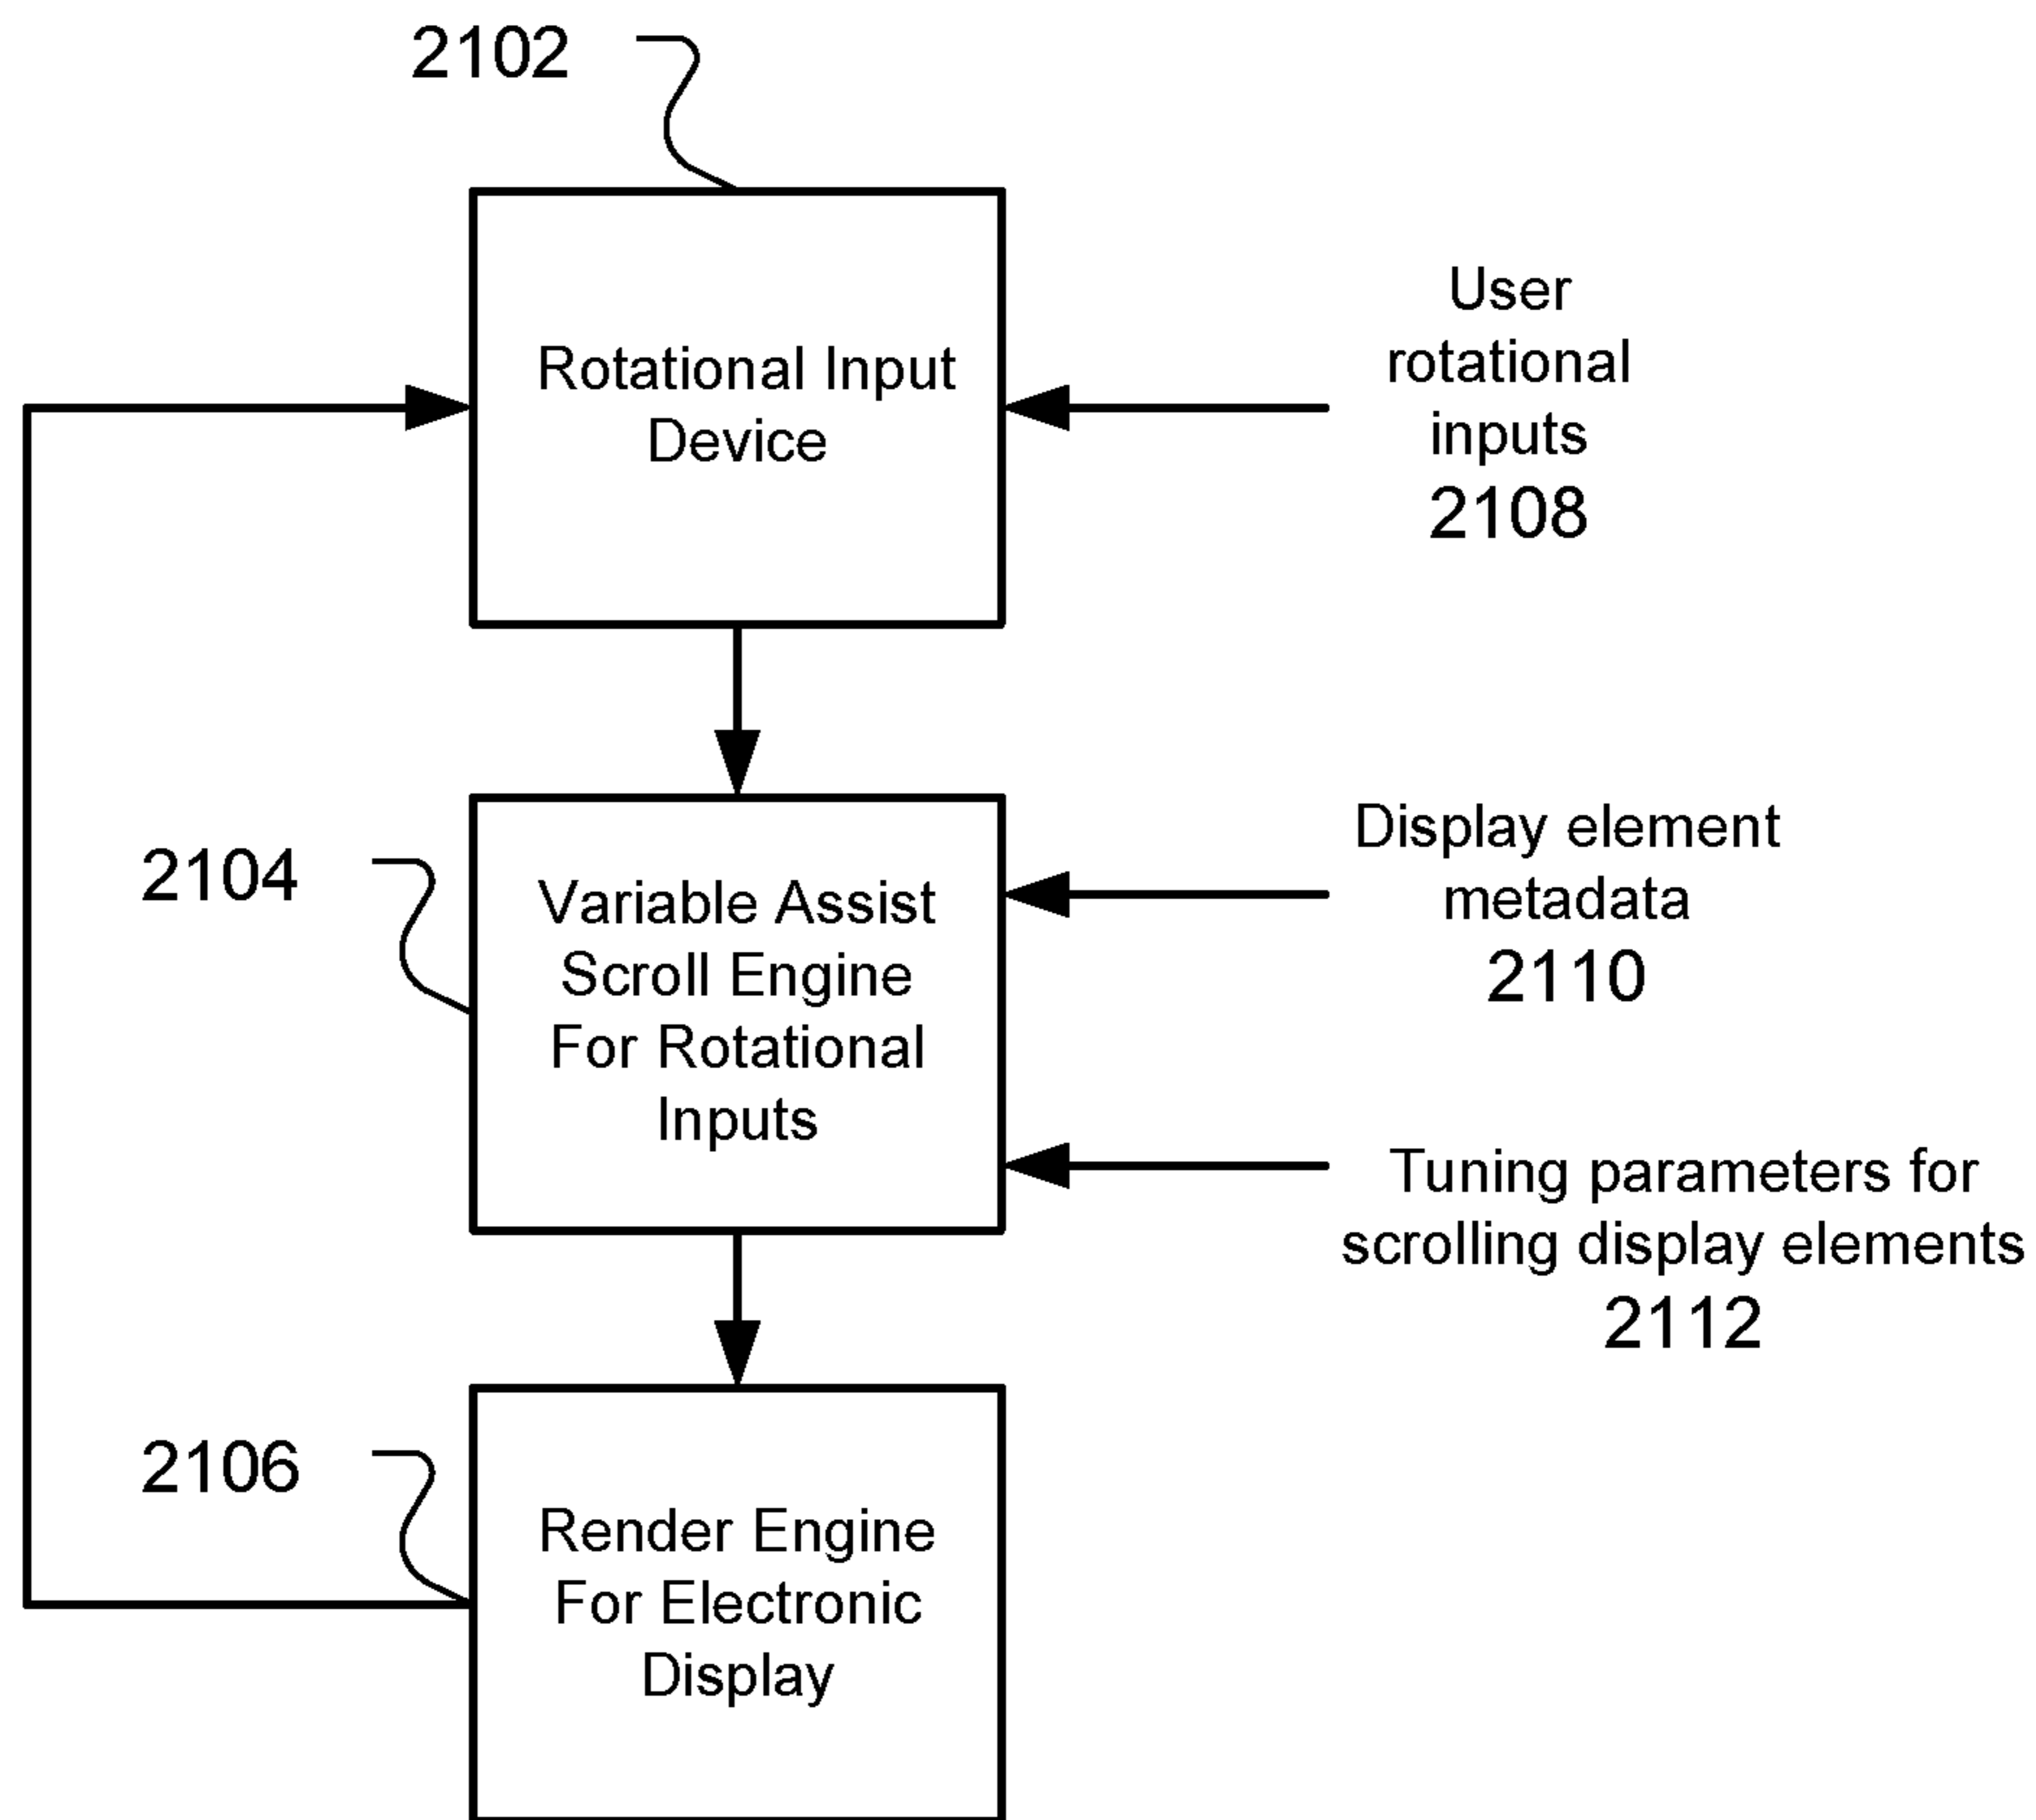 2102
Rotational Input
Device
User
rotational
inputs
2108
2104
Variable Assist
Scroll Engine
For Rotational
Inputs
Display element
metadata
2110
Tuning parameters for
scrolling display elements
2112
2106
Render Engine
For Electronic
Display